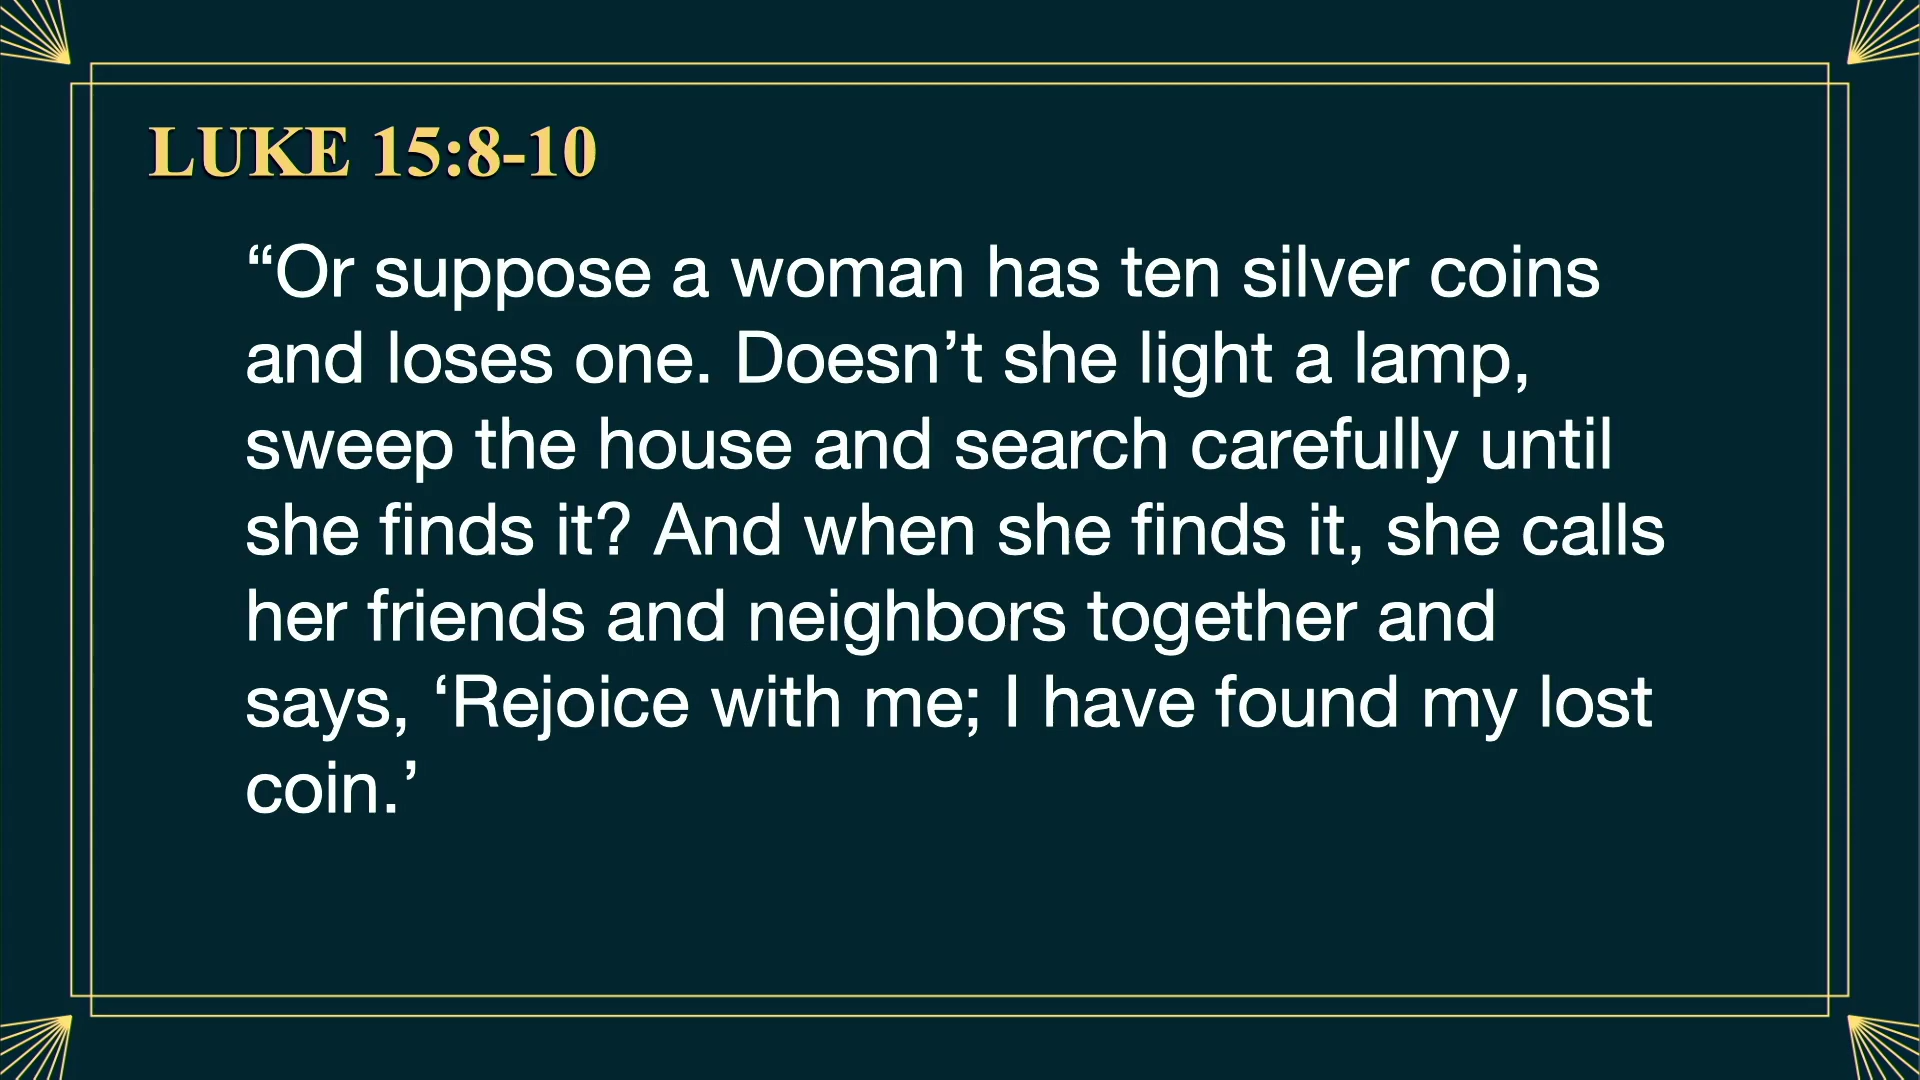 LUKE 15:8-10
“Or suppose a woman has ten silver coins
and loses one. Doesn’t she light a lamp,
sweep the house and search carefully until
she finds it? And when she finds it, she calls
her friends and neighbors together and
says, ‘Rejoice with me; I have found my lost
coin.’